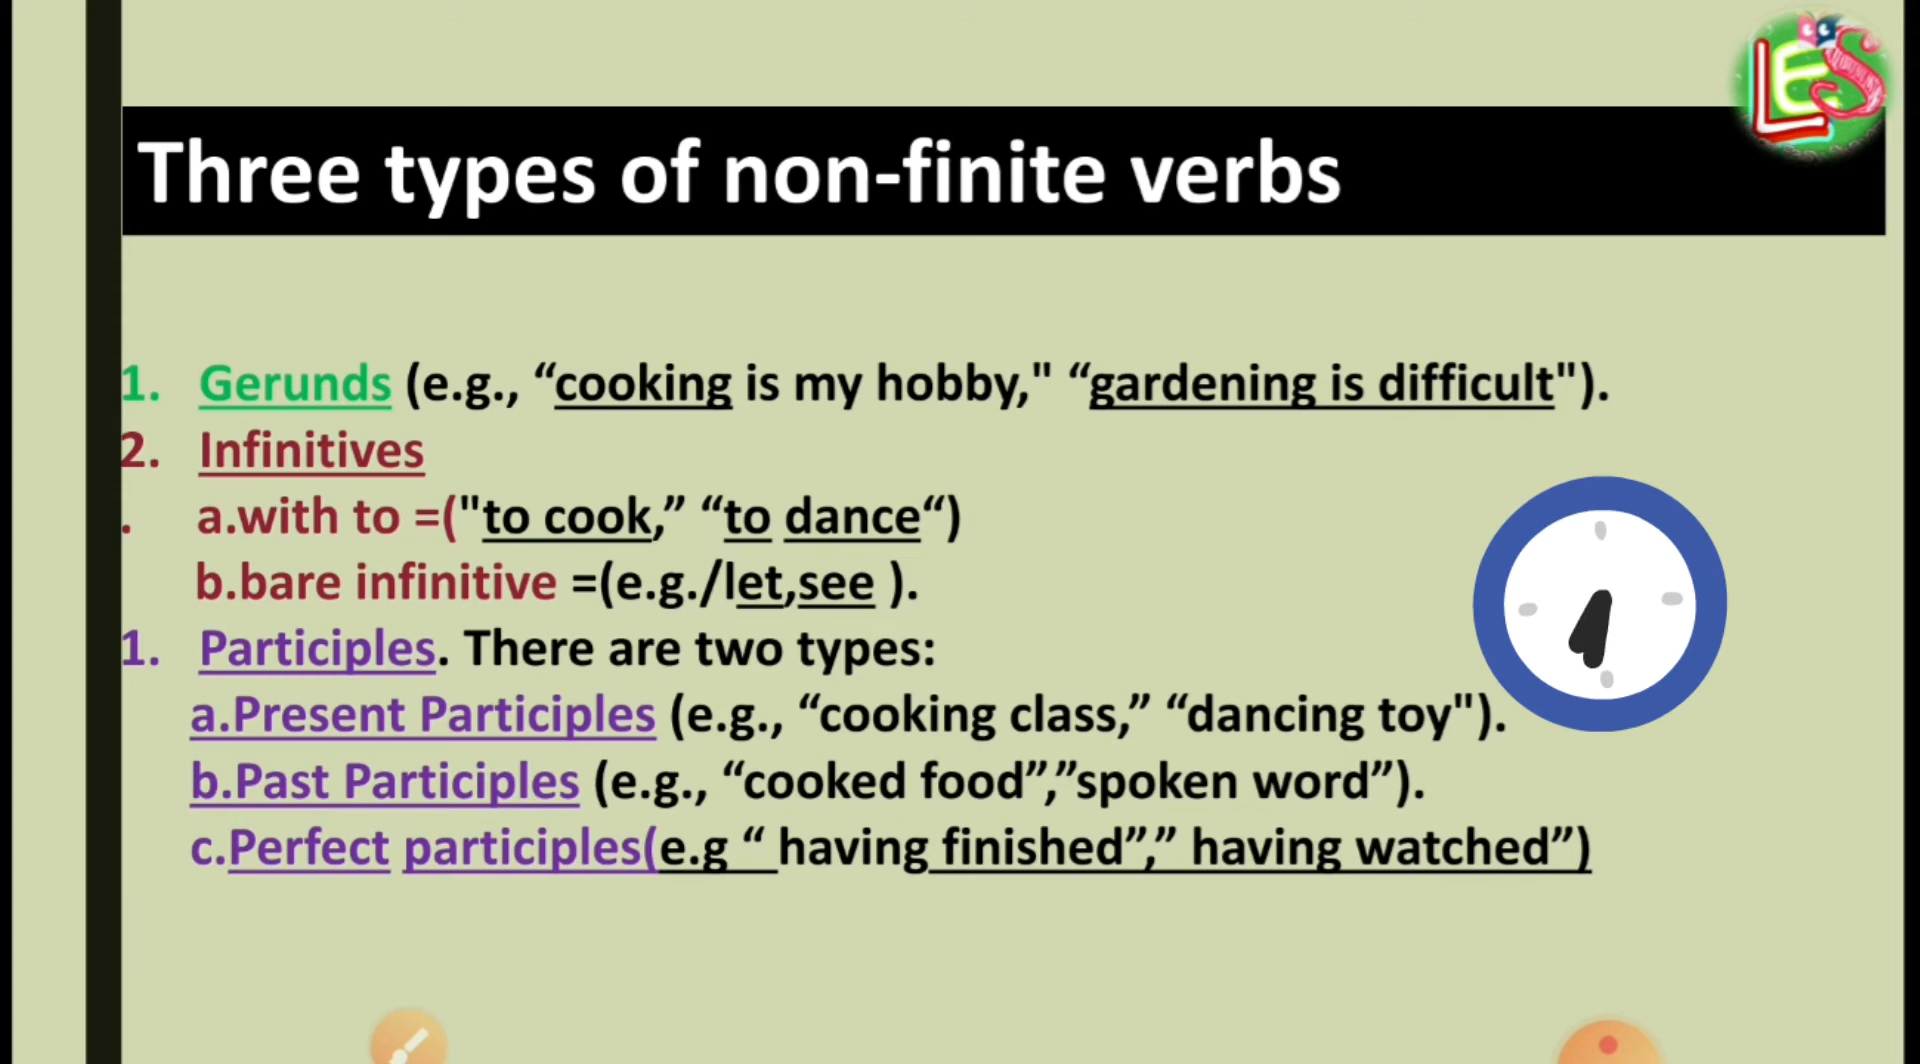 LES
Three types of non-finite verbs
1. Gerunds (e.g., “cooking is my hobby," “gardening is difficult").
2. Infinitives
. a.with to =("to cook,” “to dance“)
b.bare infinitive =(e.g./let,see ).
1. Participles. There are two types:
a.Present Participles (e.g., “cooking class,” “dancing toy").
b.Past Participles (e.g., “cooked food”,”spoken word”).
c.Perfect participles(e.g “ having finished”,” having watched”)